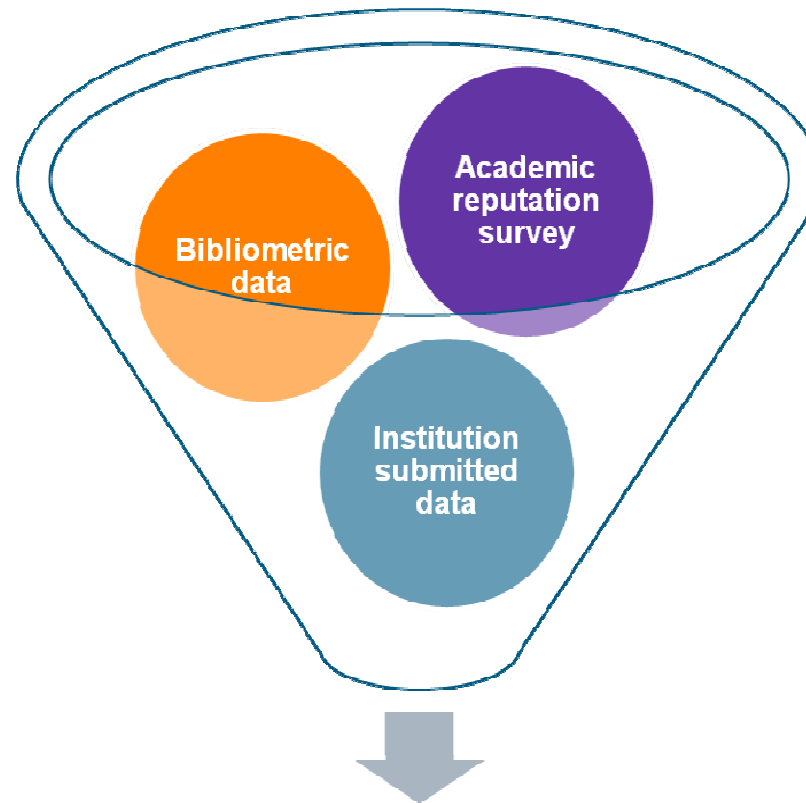 Academic
reputation
survey
Bibliometric
data
Institution
submitted
data